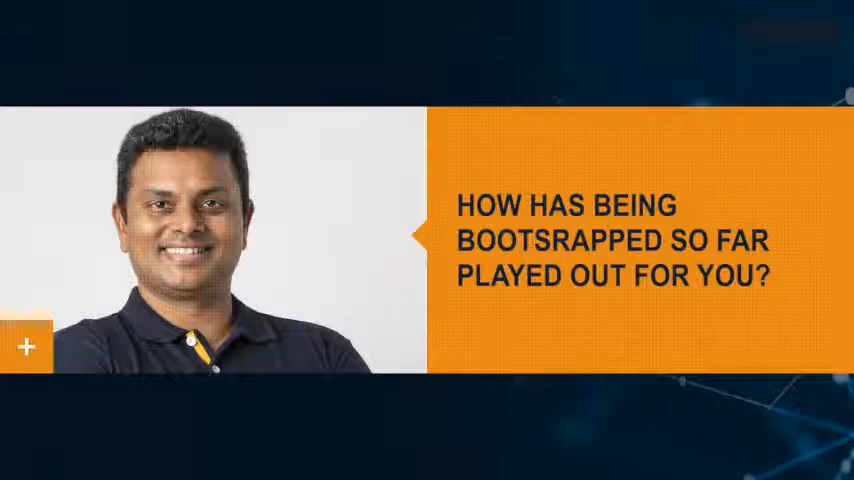 HOW HAS BEING
BOOTSRAPPED SO FAR
PLAYED OUT FOR YOU?